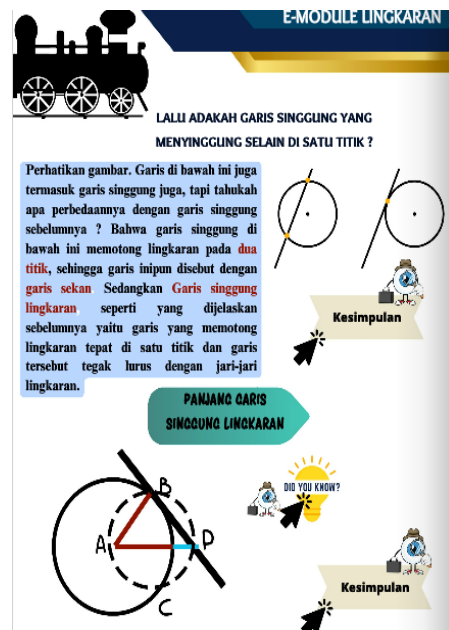 E-MODULE LINGKARAN
LALU ADAKAH GARIS SINGGUNG YANG
MENYINGGUNG SELAIN DI SATU TITIK ?
Perhatikan gambar. Garis di bawah ini juga
termasuk garis singgung juga, tapi tahukah
apa perbedaannya dengan garis singgung
sebelumnya ? Bahwa garis singgung di
bawah ini memotong lingkaran pada dua
titik, sehingga garis inipun disebut dengan
garis sekan. Sedangkan Garis singgung
lingkaran, seperti yang dijelaskan
sebelumnya yaitu garis yang memotong
lingkaran tepat di satu titik dan garis
tersebut tegak lurus dengan jari-jari
lingkaran.
Kesimpulan
PANJANG GARIS
SINGGUNG LINGKARAN
DID YOU KNOW?
B
A
P
C
Kesimpulan